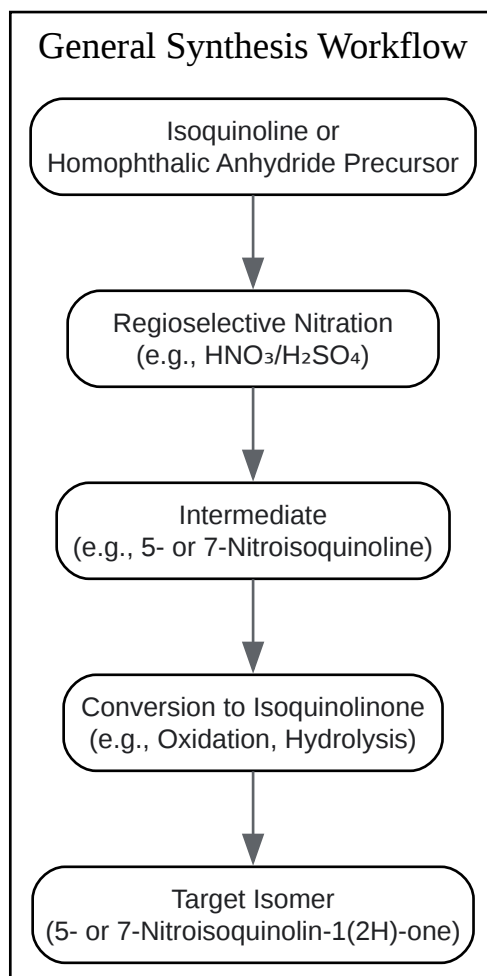 General Synthesis Workflow
Isoquinoline or
Homophthalic Anhydride Precursor
Regioselective Nitration
(e.g., HNO₃/H₂SO₄)
Intermediate
(e.g., 5- or 7-Nitroisoquinoline)
Conversion to Isoquinolinone
(e.g., Oxidation, Hydrolysis)
Target Isomer
(5- or 7-Nitroisoquinolin-1(2H)-one)